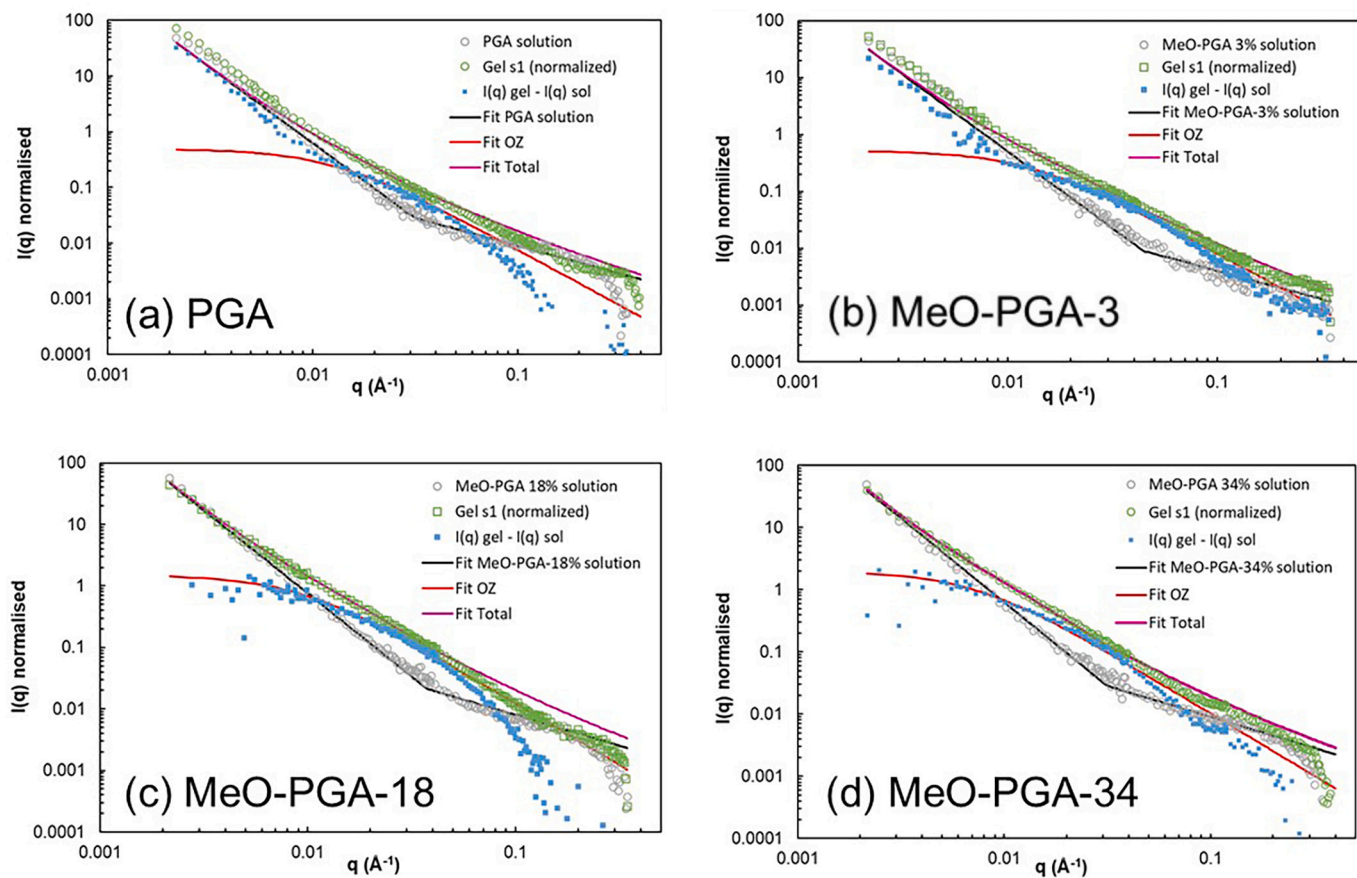 100
10
1
0.1
0.01
0.001
0.0001
I(q) normalised
PGA solution
Gel s1 (normalized)
I(q) gel - I(q) sol
Fit PGA solution
Fit OZ
Fit Total
(a) PGA
0.001
0.01
0.1
q (Å⁻¹)
100
10
1
0.1
0.01
0.001
0.0001
I(q) normilized
MeO-PGA 3% solution
Gel s1 (normalized)
I(q) gel - I(q) sol
Fit MeO-PGA-3% solution
Fit OZ
Fit Total
(b) MeO-PGA-3
0.001
0.01
0.1
q (Å⁻¹)
100
10
1
0.1
0.01
0.001
0.0001
I(q) normalised
MeO-PGA 18% solution
Gel s1 (normalized)
I(q) gel - I(q) sol
Fit MeO-PGA-18% solution
Fit OZ
Fit Total
(c) MeO-PGA-18
0.001
0.01
0.1
q (Å⁻¹)
100
10
1
0.1
0.01
0.001
0.0001
I(q) normalised
MeO-PGA 34% solution
Gel s1 (normalized)
I(q) gel - I(q) sol
Fit MeO-PGA-34% solution
Fit OZ
Fit Total
(d) MeO-PGA-34
0.001
0.01
0.1
q (Å⁻¹)